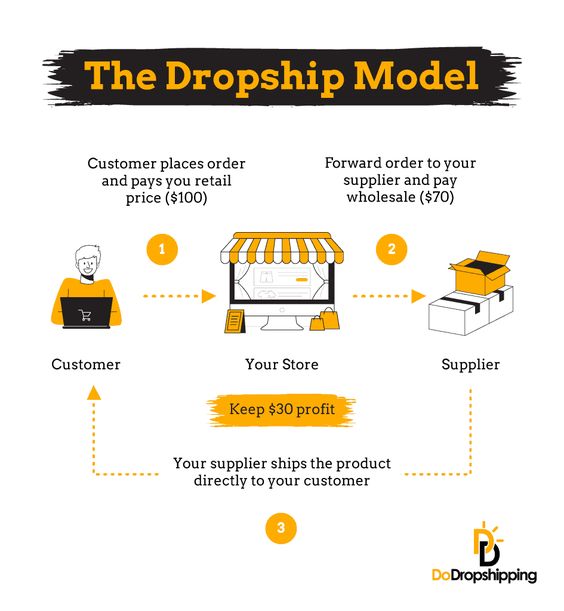 The Dropship Model
Customer places order
and pays you retail
price ($100)
Forward order to your
supplier and pay
wholesale ($70)
1
2
Customer
Your Store
Supplier
Keep $30 profit
Your supplier ships the product
directly to your customer
3
DD
DoDropshipping